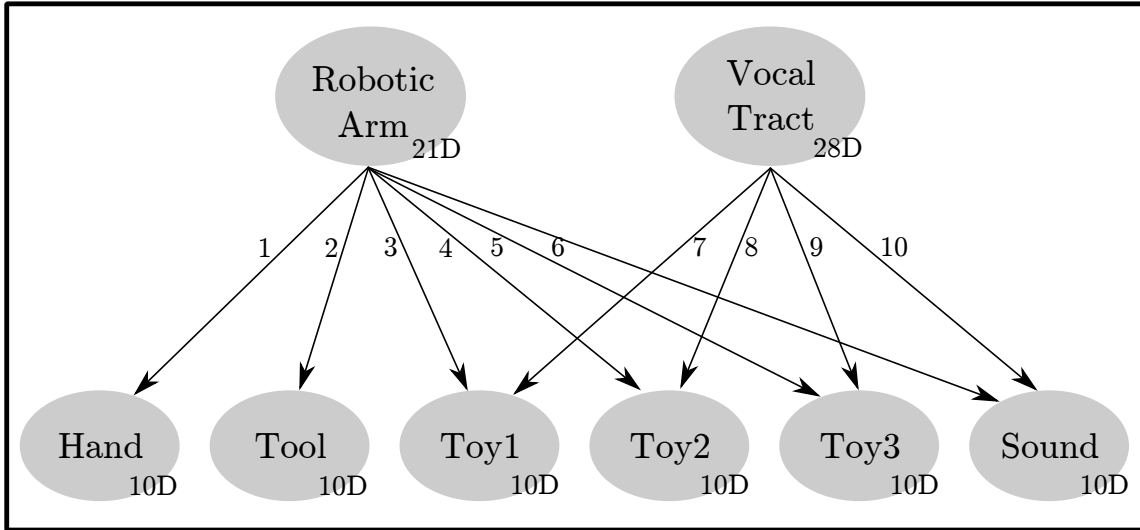 Robotic
Arm
21D
Vocal
Tract
28D
1
2
3
4
5
6
7
8
9
10
Hand
10D
Tool
10D
Toy1
10D
Toy2
10D
Toy3
10D
Sound
10D